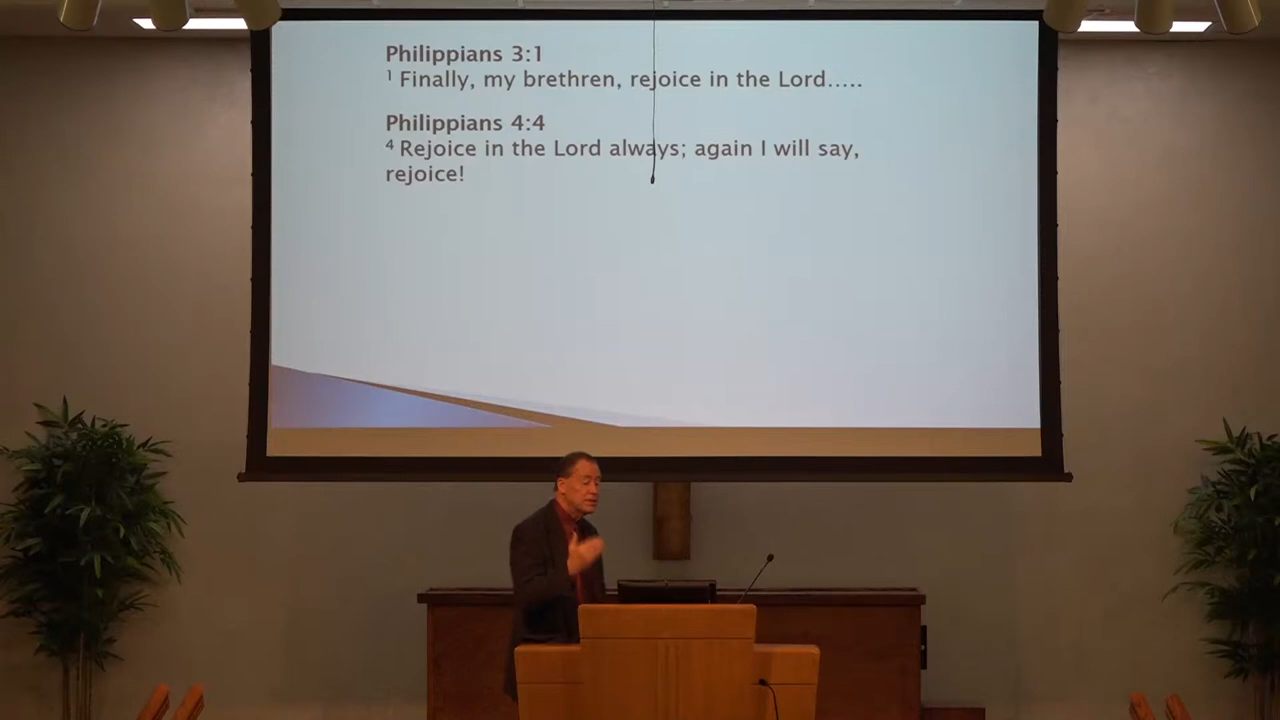 Philippians 3:1
¹ Finally, my brethren, rejoice in the Lord…..
Philippians 4:4
⁴ Rejoice in the Lord always; again I will say,
rejoice!